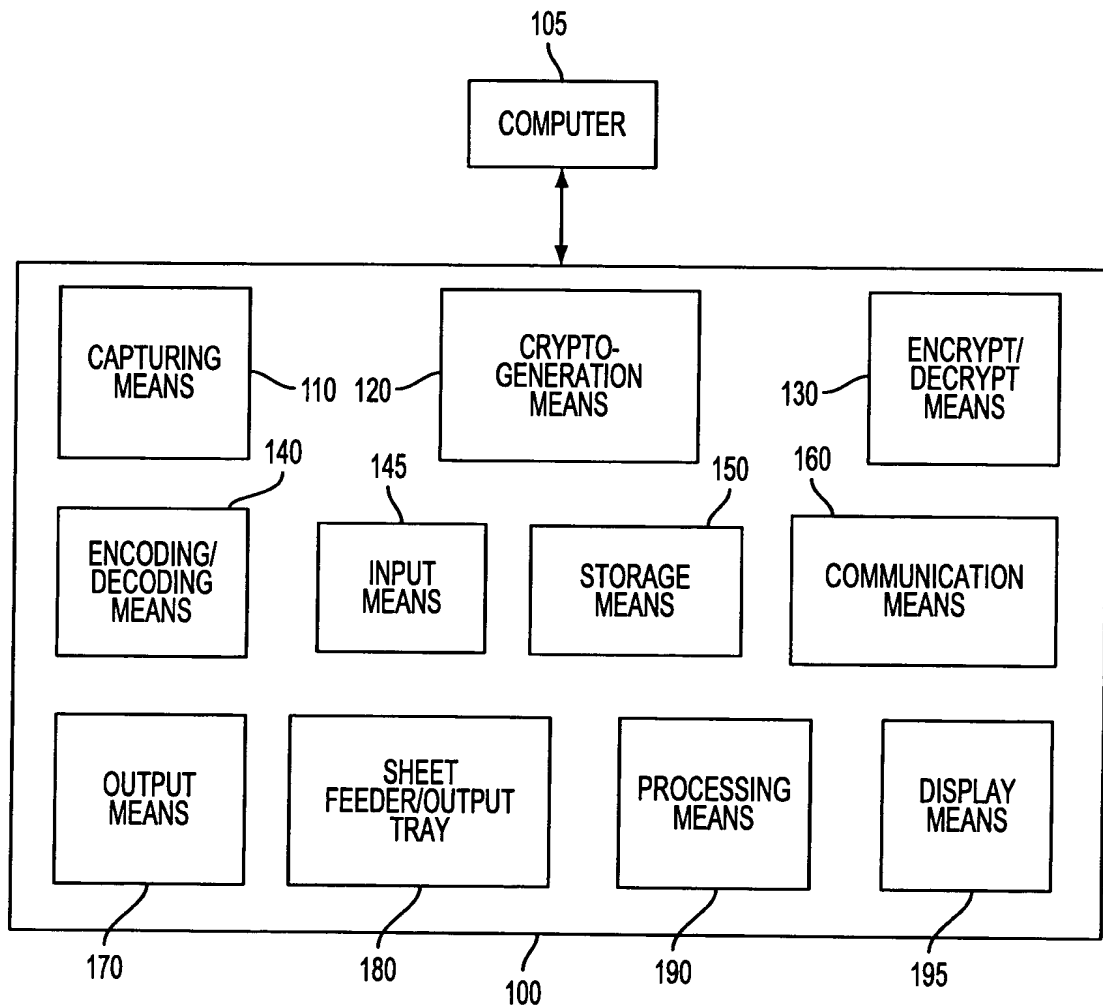 105
COMPUTER
CAPTURING
MEANS
110
120
CRYPTO-
GENERATION
MEANS
130
ENCRYPT/
DECRYPT
MEANS
140
ENCODING/
DECODING
MEANS
145
INPUT
MEANS
150
STORAGE
MEANS
160
COMMUNICATION
MEANS
OUTPUT
MEANS
SHEET
FEEDER/OUTPUT
TRAY
PROCESSING
MEANS
DISPLAY
MEANS
170
180
100
190
195